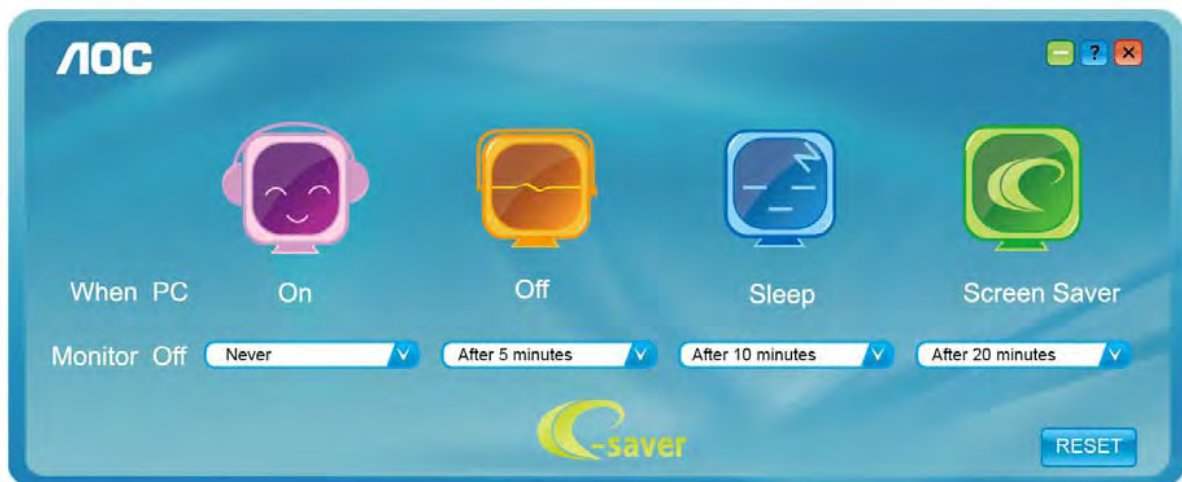 AOC
?
When PC On Off Sleep Screen Saver
Monitor Off Never After 5 minutes After 10 minutes After 20 minutes
e-saver
RESET